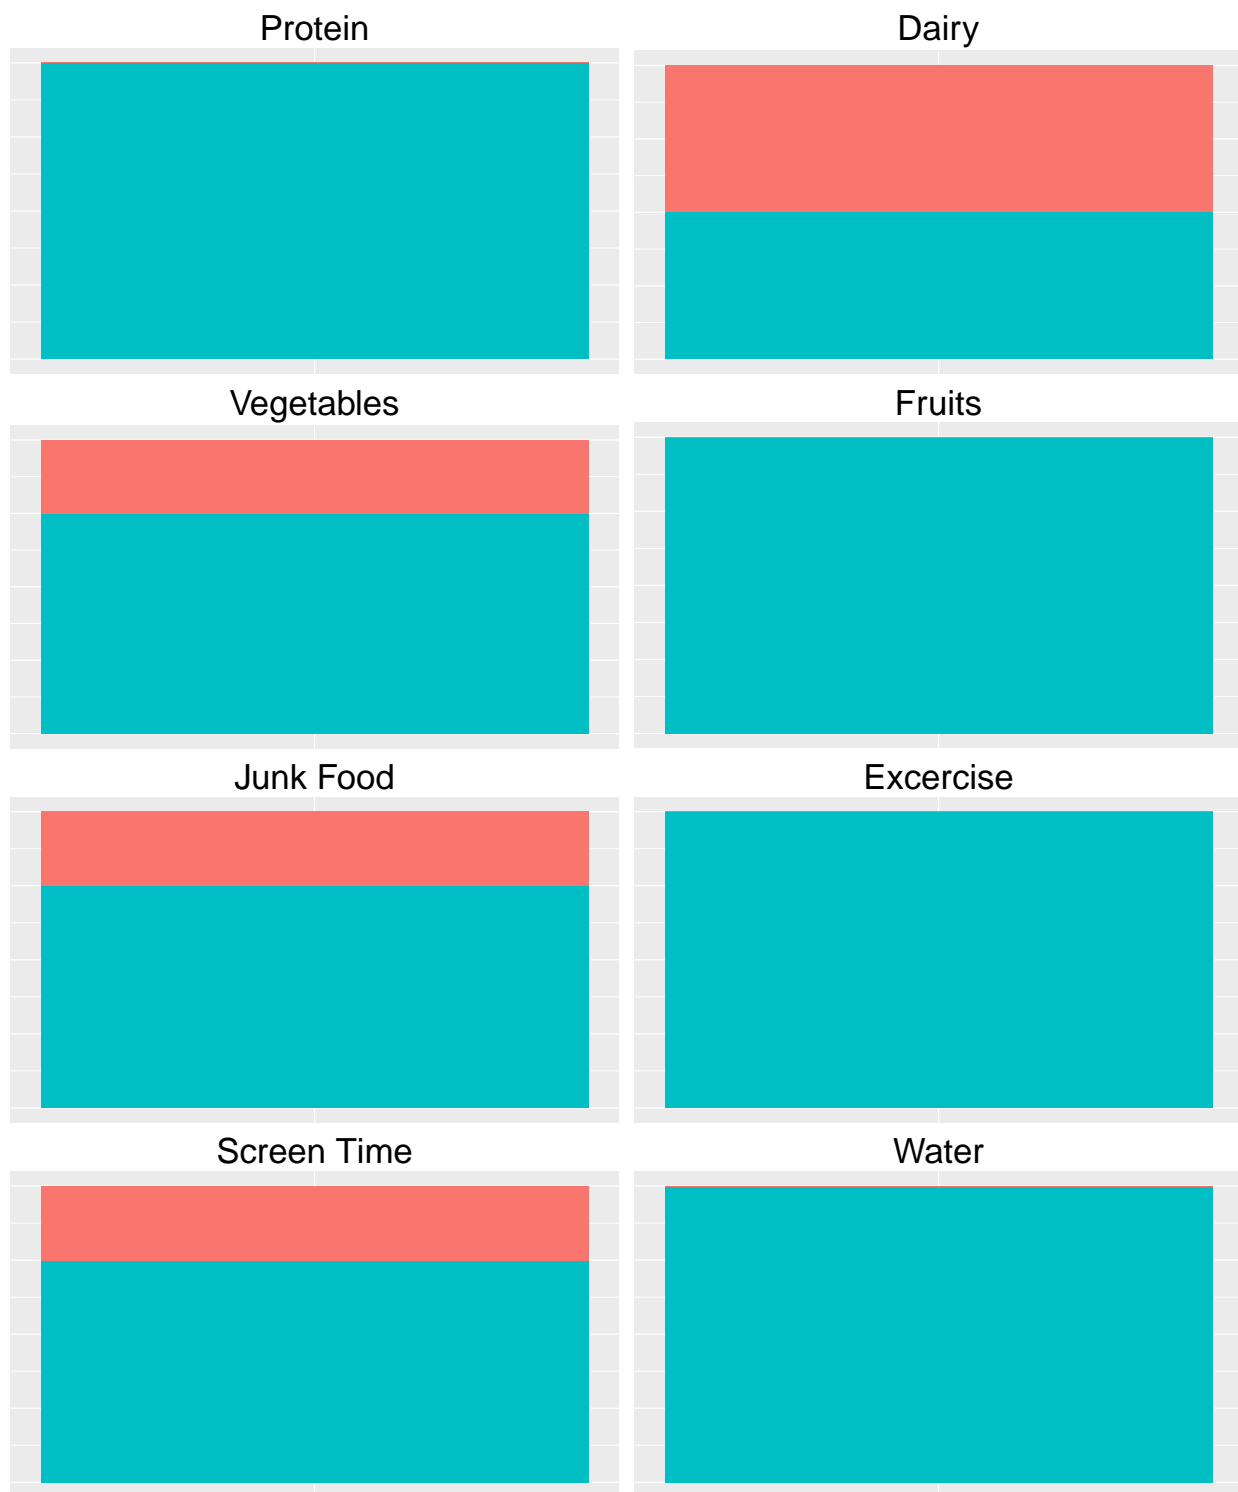 Protein
Dairy
Vegetables
Fruits
Junk Food
Excercise
Screen Time
Water